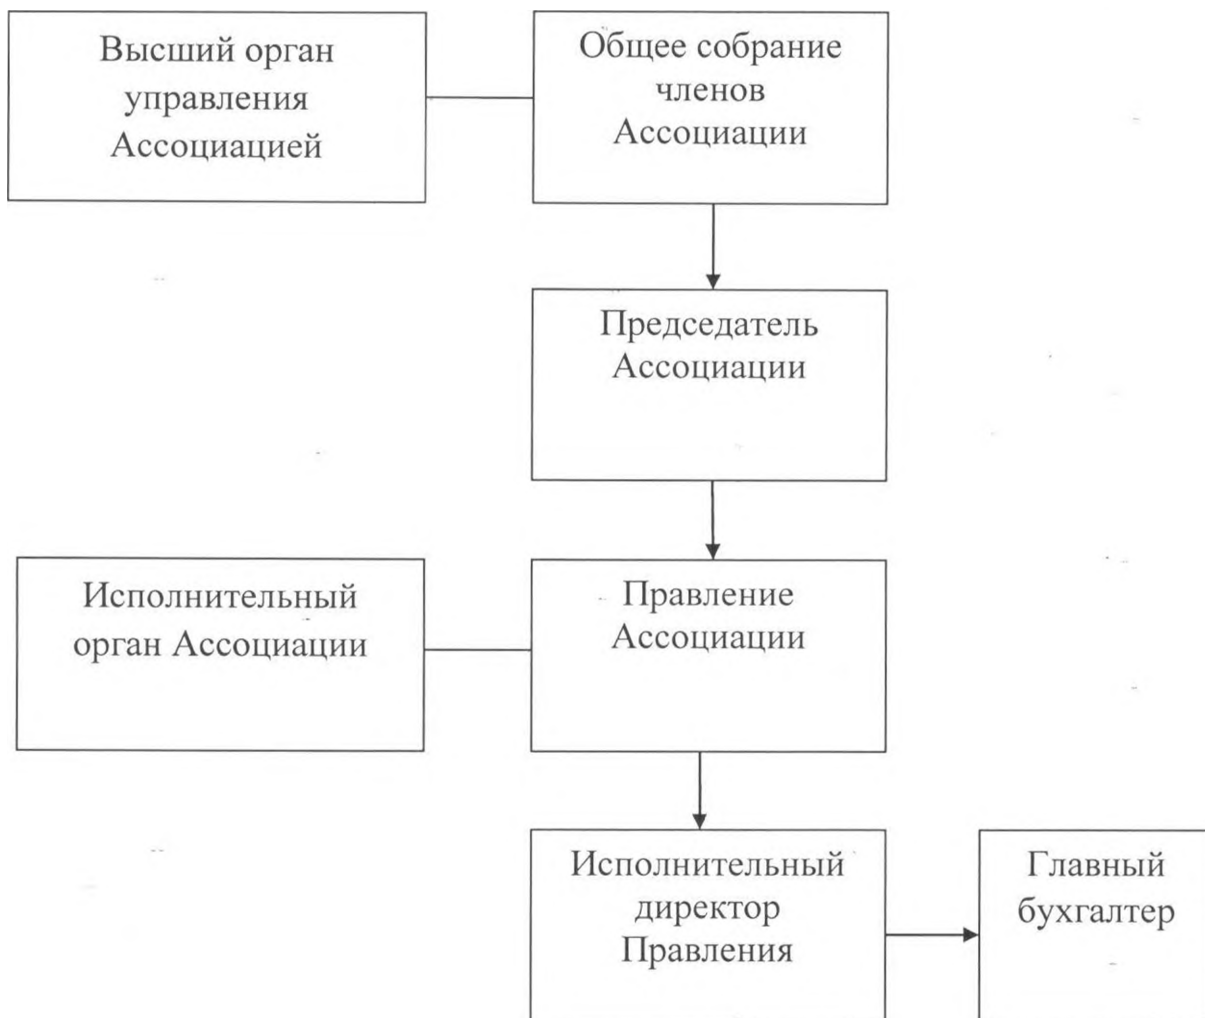 Высший орган
управления
Ассоциацией
Общее собрание
членов
Ассоциации
Председатель
Ассоциации
Исполнительный
орган Ассоциации
Правление
Ассоциации
Исполнительный
директор
Правления
Главный
бухгалтер